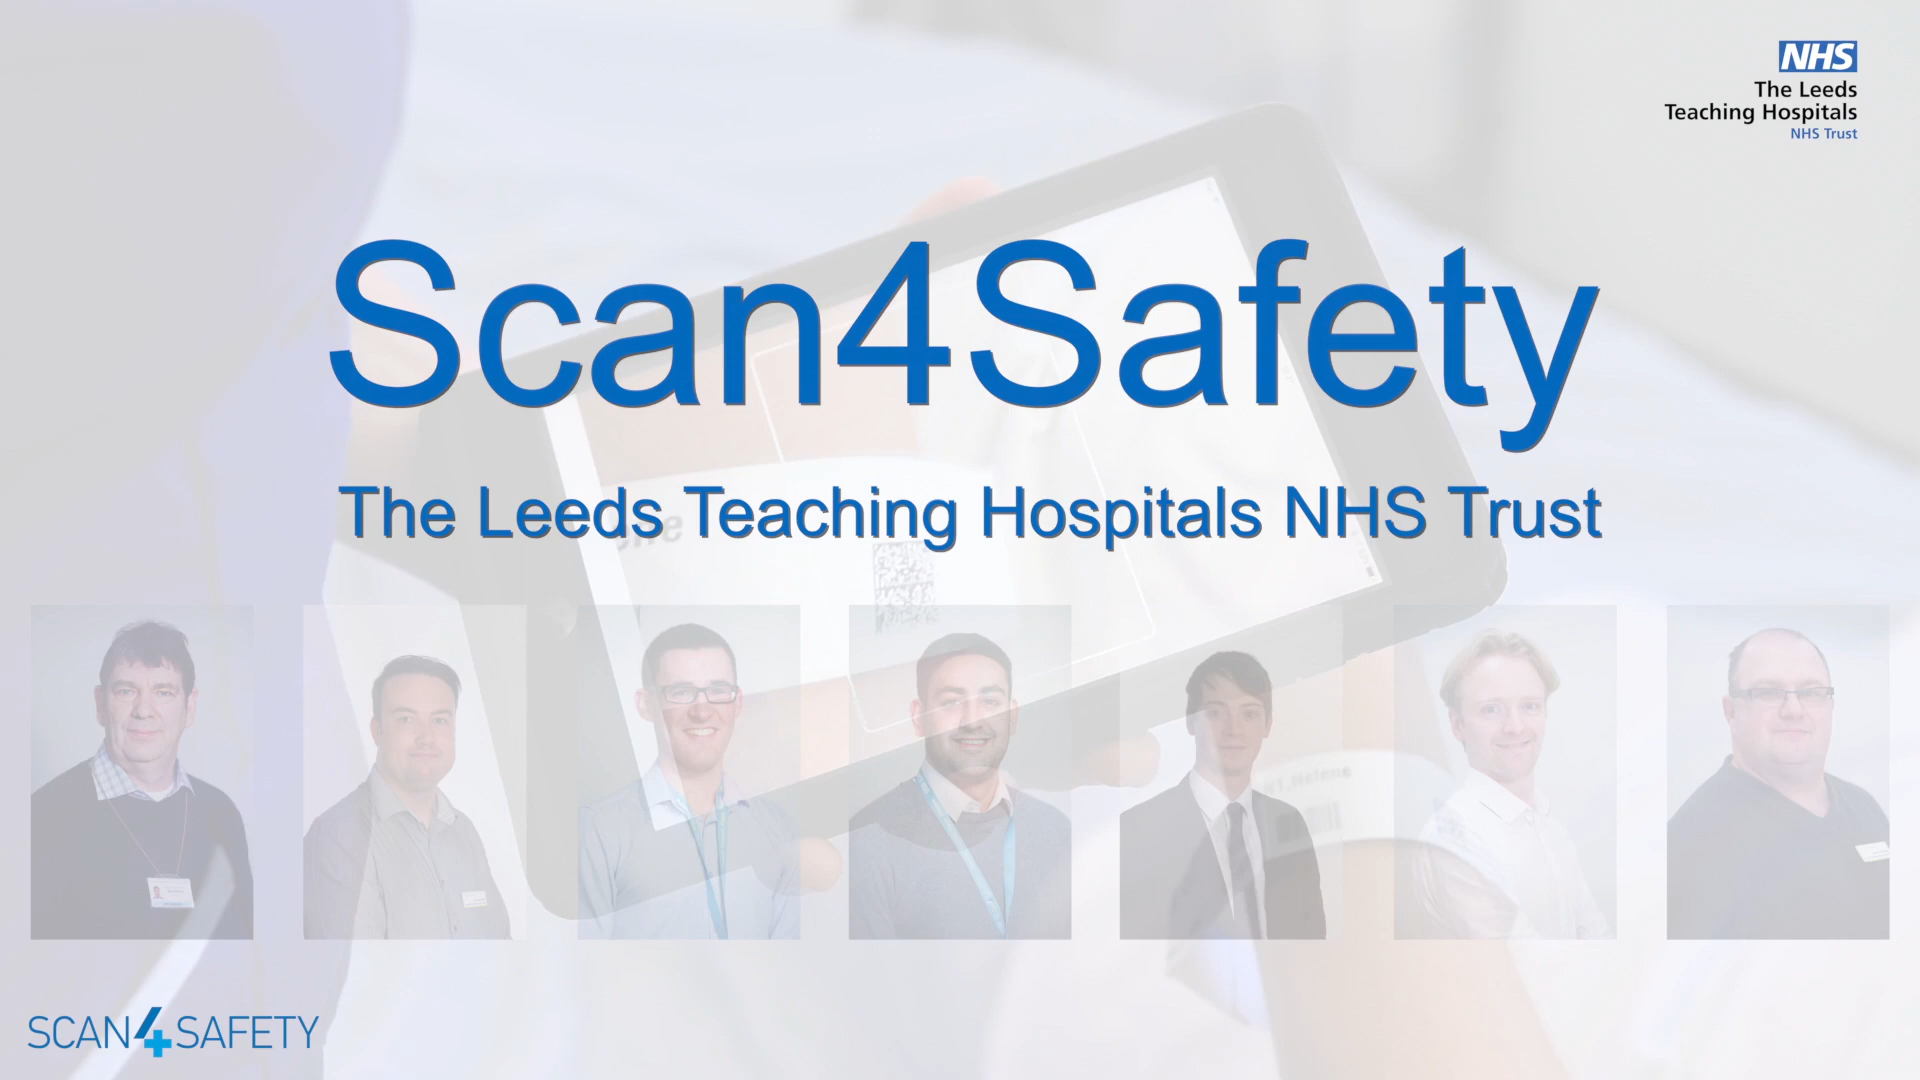 NHS
The Leeds
Teaching Hospitals
NHS Trust
Scan4Safety
The Leeds Teaching Hospitals NHS Trust
SCAN4SAFETY